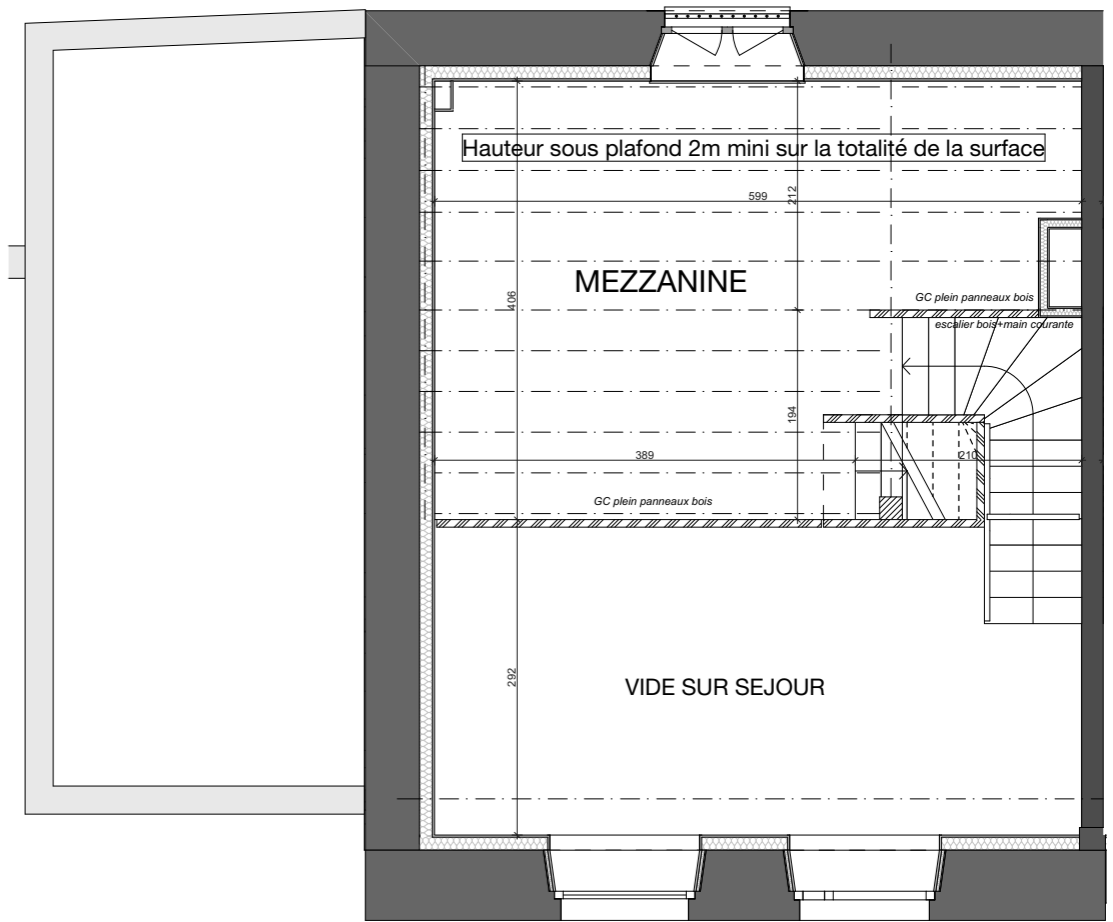 Hauteur sous plafond 2m mini sur la totalité de la surface
599
212
MEZZANINE
406
GC plein panneaux bois
escalier bois+main courante
194
389
210
GC plein panneaux bois
292
VIDE SUR SEJOUR